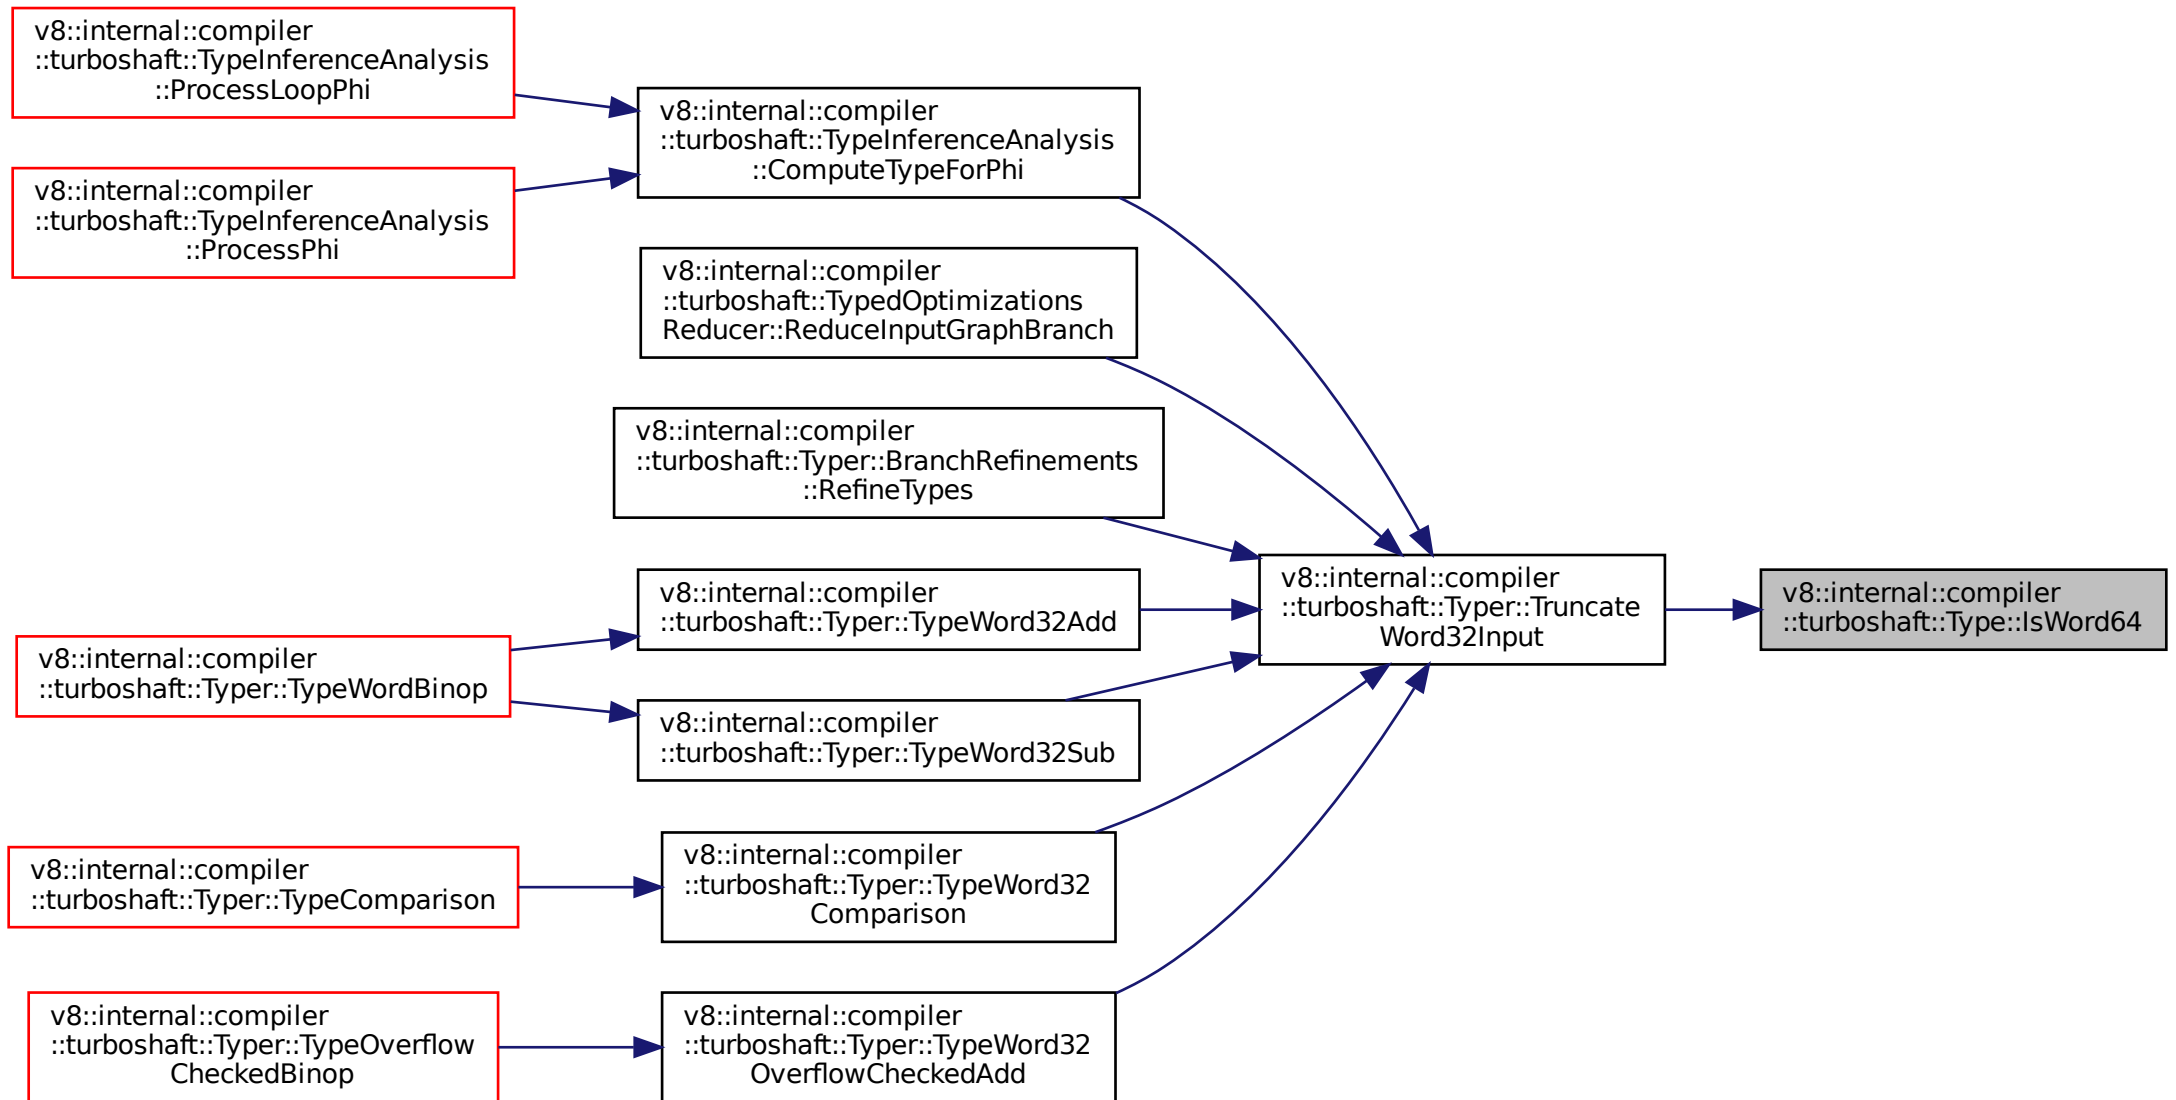 v8::internal::compiler
::turboshaft::TypeInferenceAnalysis
::ProcessLoopPhi
v8::internal::compiler
::turboshaft::TypeInferenceAnalysis
::ProcessPhi
v8::internal::compiler
::turboshaft::Typer::TypeWordBinop
v8::internal::compiler
::turboshaft::Typer::TypeComparison
v8::internal::compiler
::turboshaft::Typer::TypeOverflow
CheckedBinop
v8::internal::compiler
::turboshaft::TypeInferenceAnalysis
::ComputeTypeForPhi
v8::internal::compiler
::turboshaft::TypedOptimizations
Reducer::ReduceInputGraphBranch
v8::internal::compiler
::turboshaft::Typer::BranchRefinements
::RefineTypes
v8::internal::compiler
::turboshaft::Typer::TypeWord32Add
v8::internal::compiler
::turboshaft::Typer::TypeWord32Sub
v8::internal::compiler
::turboshaft::Typer::TypeWord32
Comparison
v8::internal::compiler
::turboshaft::Typer::TypeWord32
OverflowCheckedAdd
v8::internal::compiler
::turboshaft::Typer::Truncate
Word32Input
v8::internal::compiler
::turboshaft::Type::IsWord64